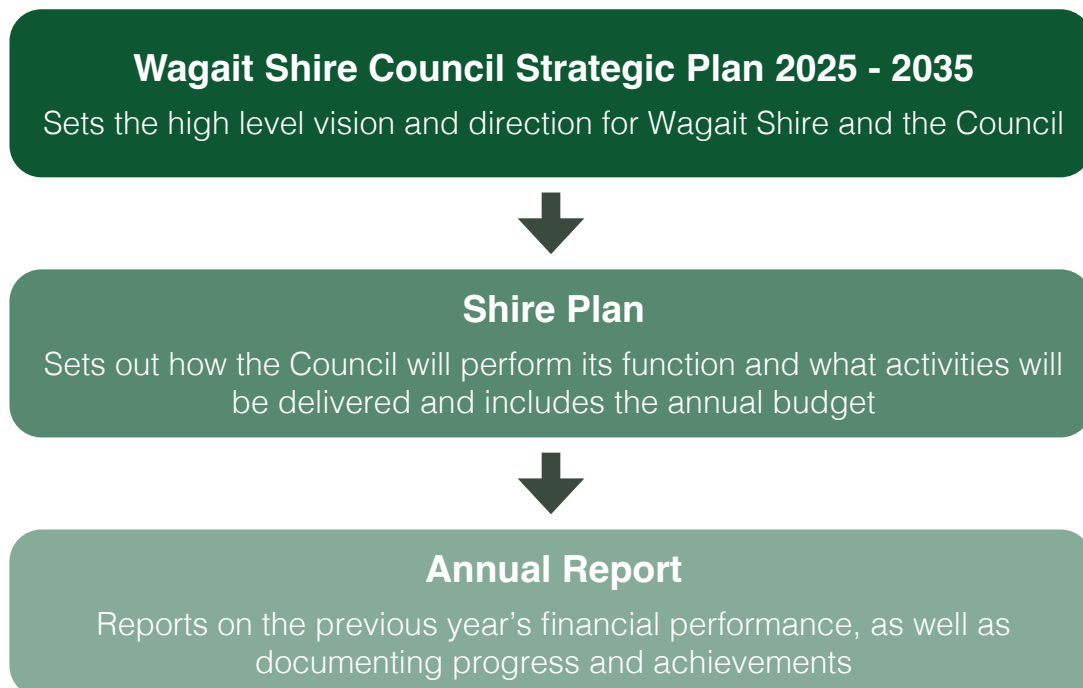 Wagait Shire Council Strategic Plan 2025 - 2035
Sets the high level vision and direction for Wagait Shire and the Council
Shire Plan
Sets out how the Council will perform its function and what activities will
be delivered and includes the annual budget
Annual Report
Reports on the previous year’s financial performance, as well as
documenting progress and achievements